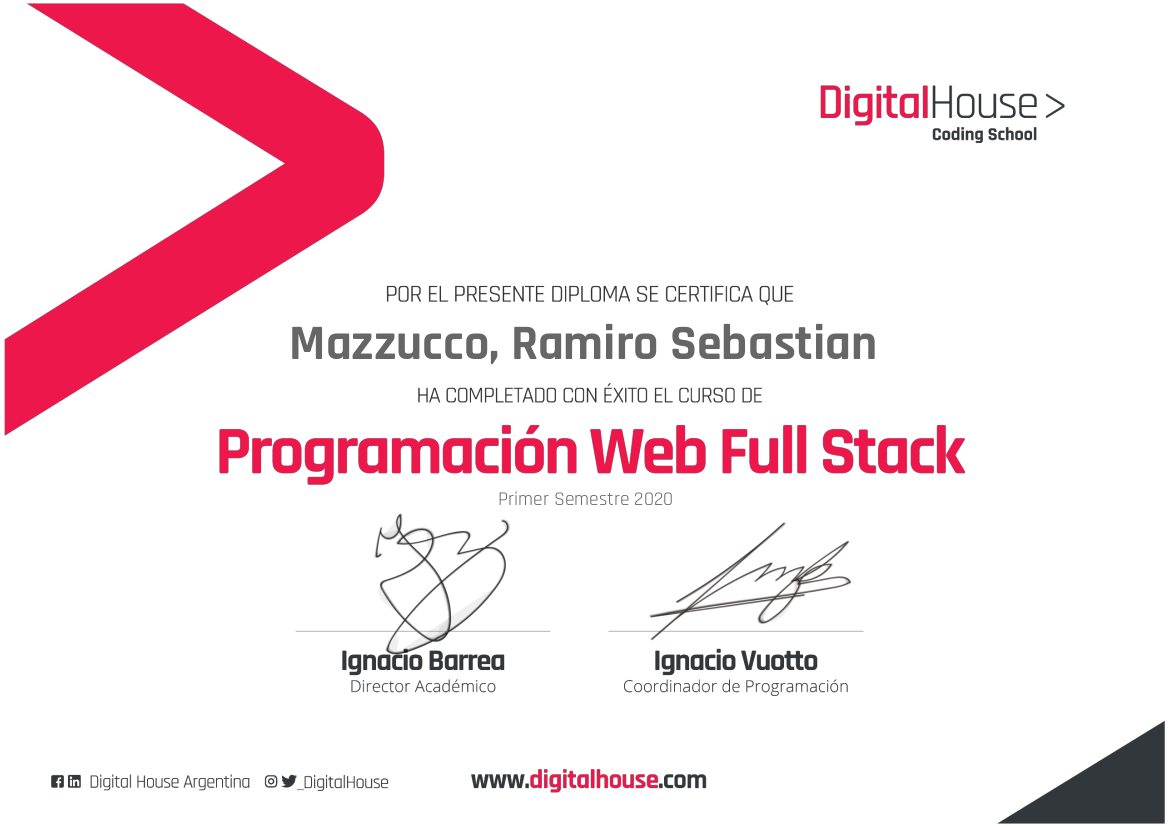 DigitalHouse >
Coding School
POR EL PRESENTE DIPLOMA SE CERTIFICA QUE
Mazzucco, Ramiro Sebastian
HA COMPLETADO CON ÉXITO EL CURSO DE
Programación Web Full Stack
Primer Semestre 2020
Ignacio Barrea
Director Académico
Ignacio Vuotto
Coordinador de Programación
Digital House Argentina
_DigitalHouse
www.digitalhouse.com